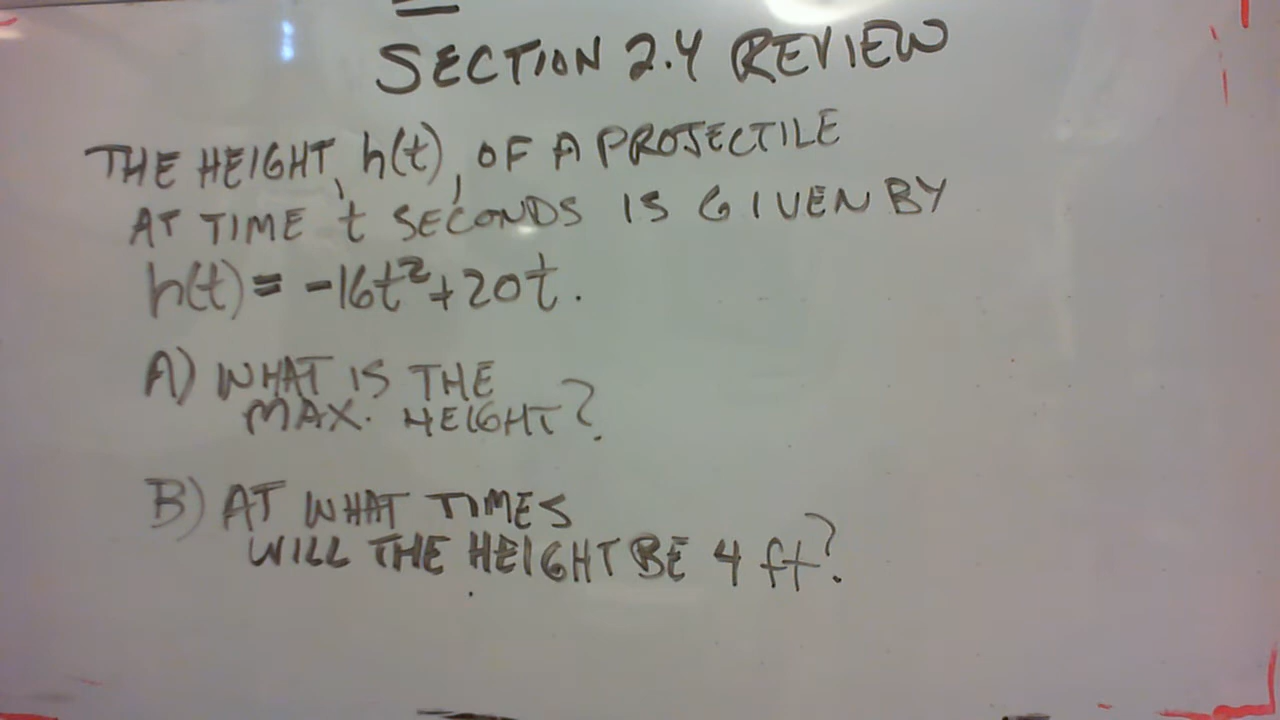 SECTION 2.4 REVIEW
THE HEIGHT, h(t), OF A PROJECTILE
AT TIME t SECONDS IS GIVEN BY
h(t) = -16t²+20t.
A) WHAT IS THE
MAX. HEIGHT?
B) AT WHAT TIMES
WILL THE HEIGHT BE 4 ft?